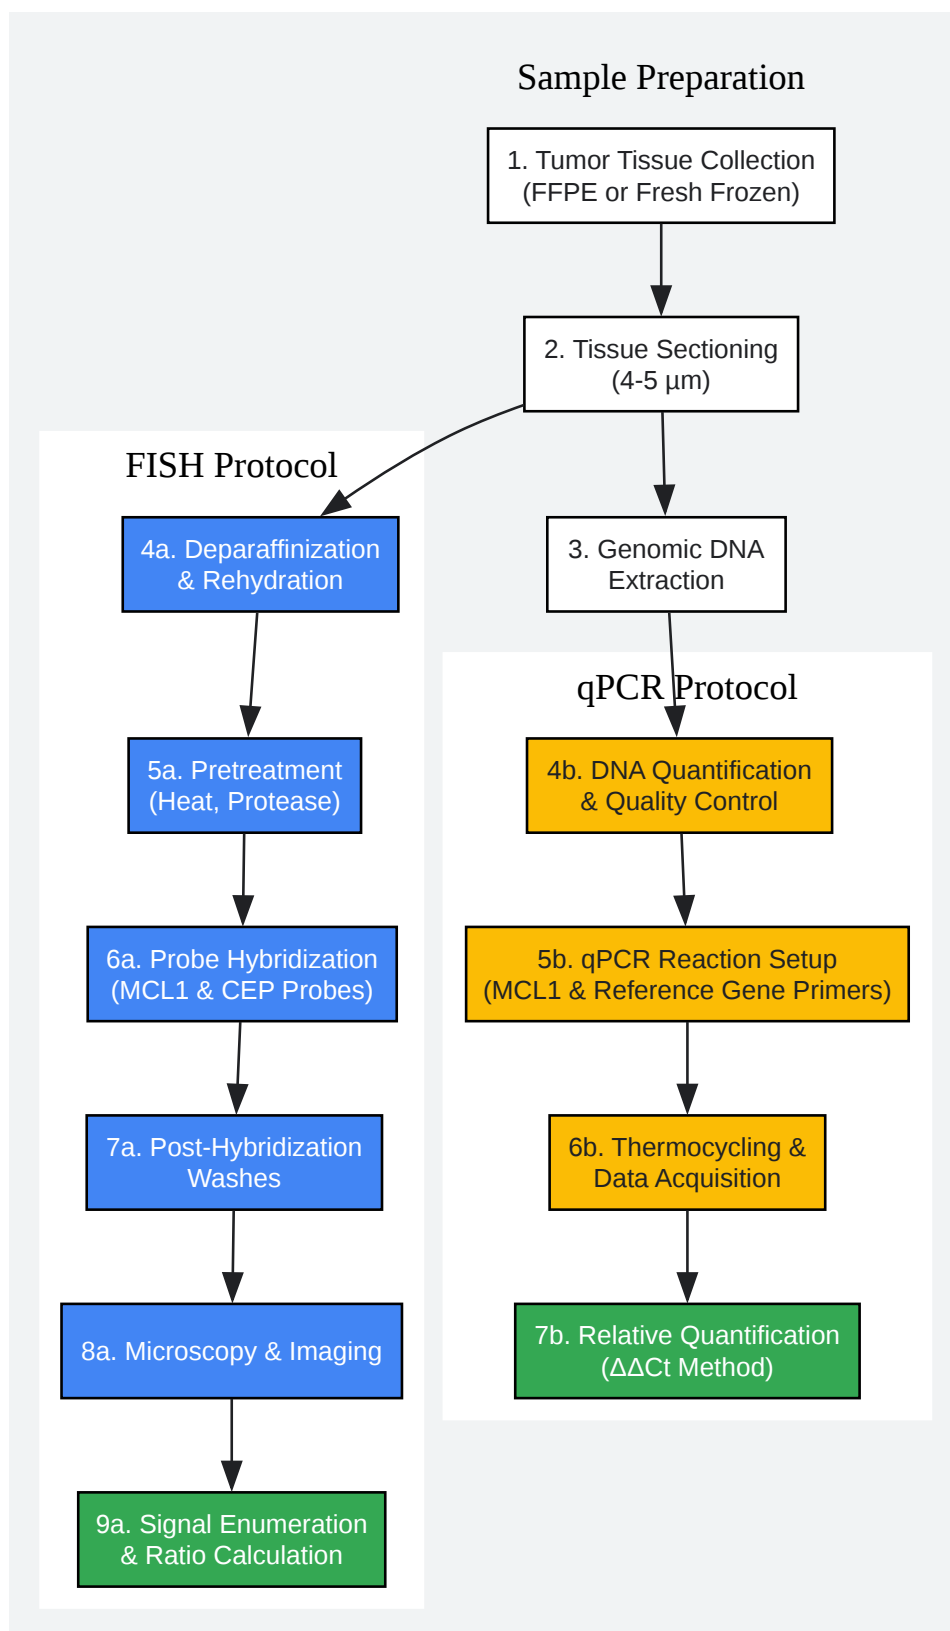 Sample Preparation
1. Tumor Tissue Collection
(FFPE or Fresh Frozen)
2. Tissue Sectioning
(4-5 µm)
FISH Protocol
4a. Deparaffinization
& Rehydration
5a. Pretreatment
(Heat, Protease)
6a. Probe Hybridization
(MCL1 & CEP Probes)
7a. Post-Hybridization
Washes
8a. Microscopy & Imaging
9a. Signal Enumeration
& Ratio Calculation
3. Genomic DNA
Extraction
qPCR Protocol
4b. DNA Quantification
& Quality Control
5b. qPCR Reaction Setup
(MCL1 & Reference Gene Primers)
6b. Thermocycling &
Data Acquisition
7b. Relative Quantification
(ΔΔCt Method)